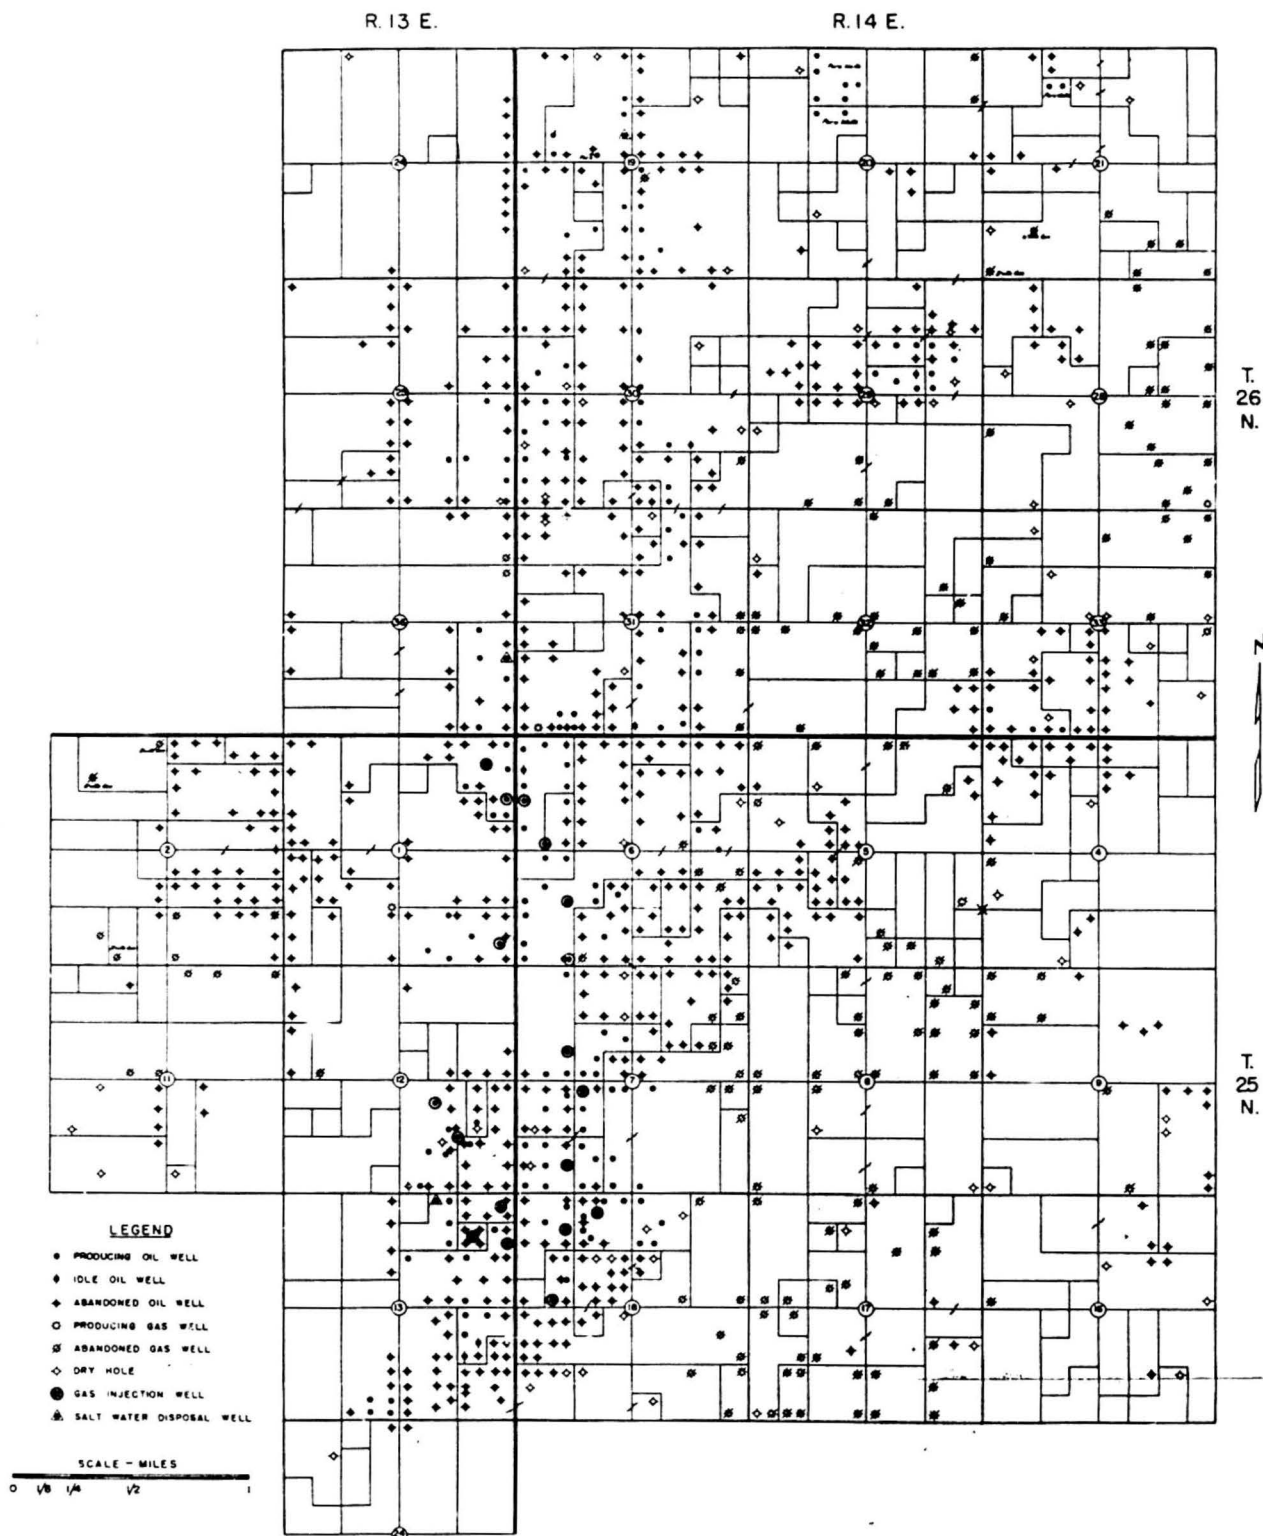 R. 13 E.
R. 14 E.
24
19
20
21
25
30
29
28
T.
26
N.
36
31
32
33
N
2
1
6
5
4
11
12
7
8
9
T.
25
N.
LEGEND
PRODUCING OIL WELL
IDLE OIL WELL
ABANDONED OIL WELL
PRODUCING GAS WELL
ABANDONED GAS WELL
DRY HOLE
GAS INJECTION WELL
SALT WATER DISPOSAL WELL
13
18
17
16
SCALE - MILES
0 1/8 1/4 1/2 1
24